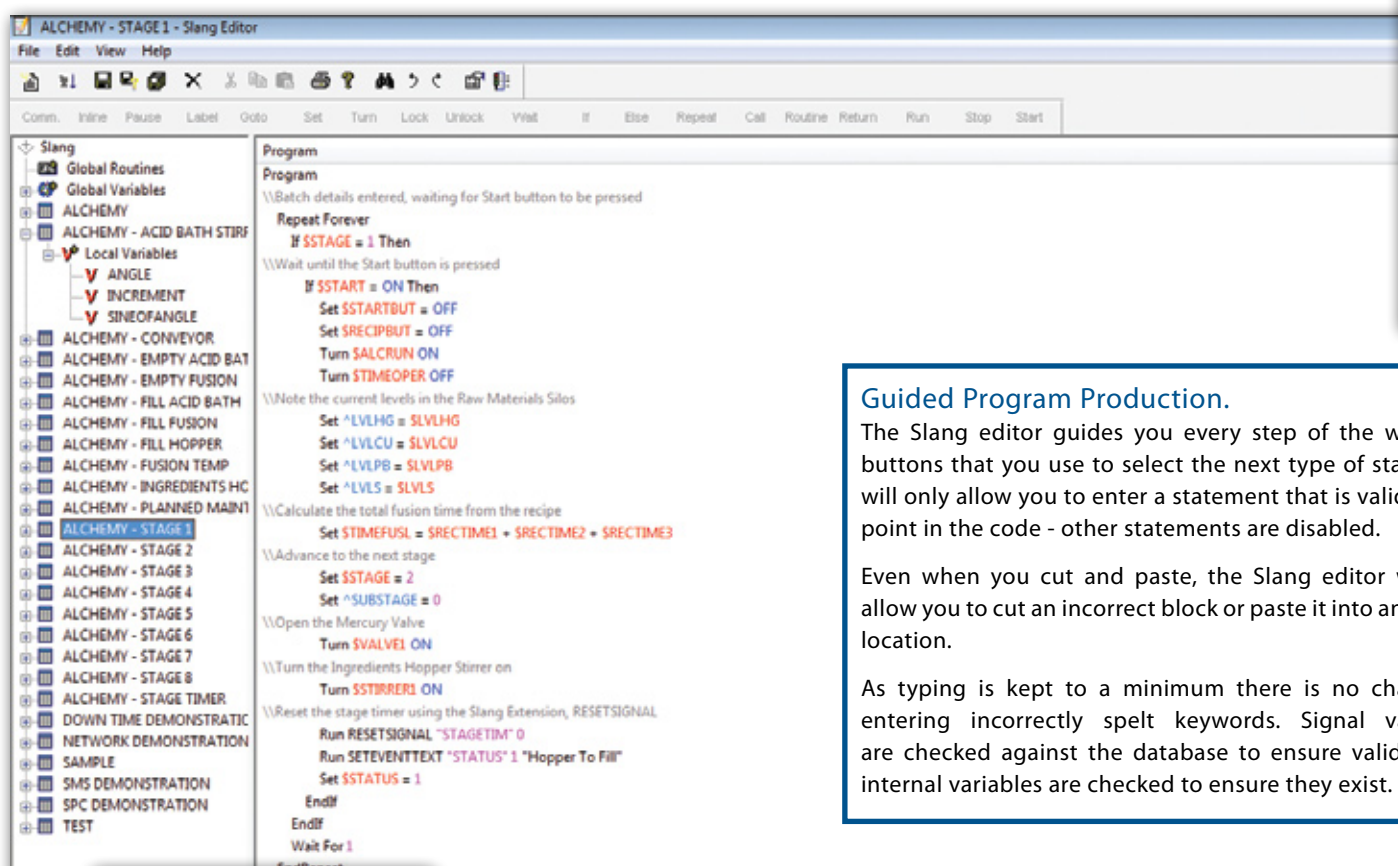 ALCHEMY - STAGE 1 - Slang Editor
File Edit View Help
Comm. Inline Pause Label Goto Set Turn Lock Unlock Wait If Else Repeat Call Routine Return Run Stop Start
Slang
Global Routines
Global Variables
ALCHEMY
ALCHEMY - ACID BATH STIRF
Local Variables
ANGLE
INCREMENT
SINEOFANGLE
ALCHEMY - CONVEYOR
ALCHEMY - EMPTY ACID BAT
ALCHEMY - EMPTY FUSION
ALCHEMY - FILL ACID BATH
ALCHEMY - FILL FUSION
ALCHEMY - FILL HOPPER
ALCHEMY - FUSION TEMP
ALCHEMY - INGREDIENTS HO
ALCHEMY - PLANNED MAINT
ALCHEMY - STAGE 1
ALCHEMY - STAGE 2
ALCHEMY - STAGE 3
ALCHEMY - STAGE 4
ALCHEMY - STAGE 5
ALCHEMY - STAGE 6
ALCHEMY - STAGE 7
ALCHEMY - STAGE 8
ALCHEMY - STAGE TIMER
DOWN TIME DEMONSTRATIC
NETWORK DEMONSTRATION
SAMPLE
SMS DEMONSTRATION
SPC DEMONSTRATION
TEST
Program
Program
\\Batch details entered, waiting for Start button to be pressed
Repeat Forever
If $STAGE = 1 Then
\\Wait until the Start button is pressed
If $START = ON Then
Set $STARTBUT = OFF
Set $RECIPBUT = OFF
Turn $ALCRUN ON
Turn $TIMEOPER OFF
\\Note the current levels in the Raw Materials Silos
Set ^LVLHG = $LVLHG
Set ^LVLCU = $LVLCU
Set ^LVLPB = $LVLPB
Set ^LVLS = $LVLS
\\Calculate the total fusion time from the recipe
Set $TIMEFUSL = $RECTIME1 + $RECTIME2 + $RECTIME3
\\Advance to the next stage
Set $STAGE = 2
Set ^SUBSTAGE = 0
\\Open the Mercury Valve
Turn $VALVE1 ON
\\Turn the Ingredients Hopper Stirrer on
Turn $STIRRER1 ON
\\Reset the stage timer using the Slang Extension, RESETSIGNAL
Run RESETSIGNAL "STAGETIM" 0
Run SETEVENTTEXT "STATUS" 1 "Hopper To Fill"
Set $STATUS = 1
EndIf
EndIf
Wait For 1
Guided Program Production.
The Slang editor guides you every step of the w
buttons that you use to select the next type of sta
will only allow you to enter a statement that is valid
point in the code - other statements are disabled.
Even when you cut and paste, the Slang editor w
allow you to cut an incorrect block or paste it into an
location.
As typing is kept to a minimum there is no cha
entering incorrectly spelt keywords. Signal va
are checked against the database to ensure valid
internal variables are checked to ensure they exist.